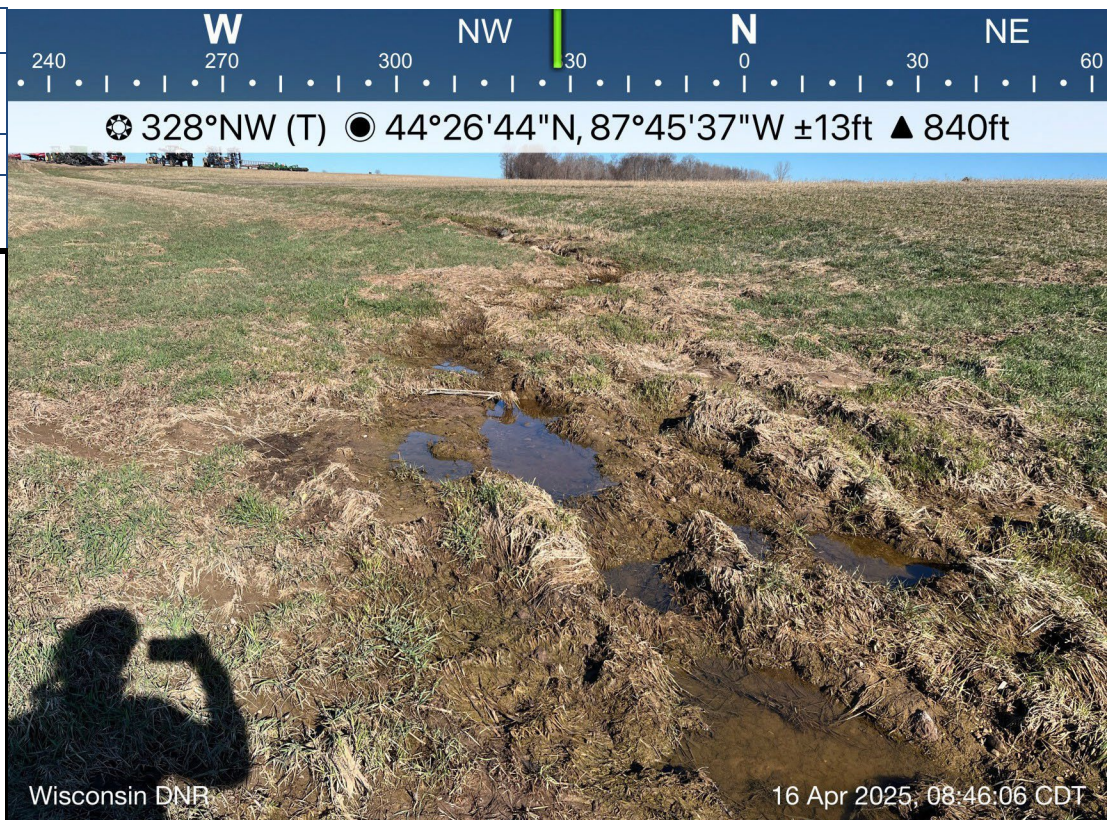 W NW N NE
240 270 300 330 0 30 60
328°NW (T) 44°26'44"N, 87°45'37"W ±13ft ▲ 840ft
Wisconsin DNR
16 Apr 2025, 08:46:06 CDT